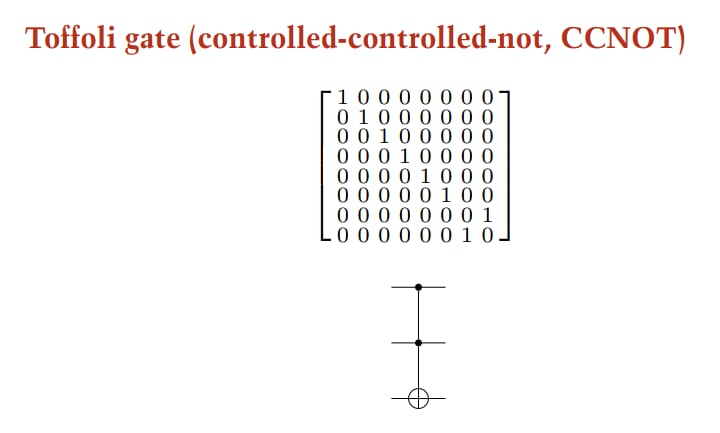 Toffoli gate (controlled-controlled-not, CCNOT)
1 0 0 0 0 0 0 0
0 1 0 0 0 0 0 0
0 0 1 0 0 0 0 0
0 0 0 1 0 0 0 0
0 0 0 0 1 0 0 0
0 0 0 0 0 1 0 0
0 0 0 0 0 0 0 1
0 0 0 0 0 0 1 0